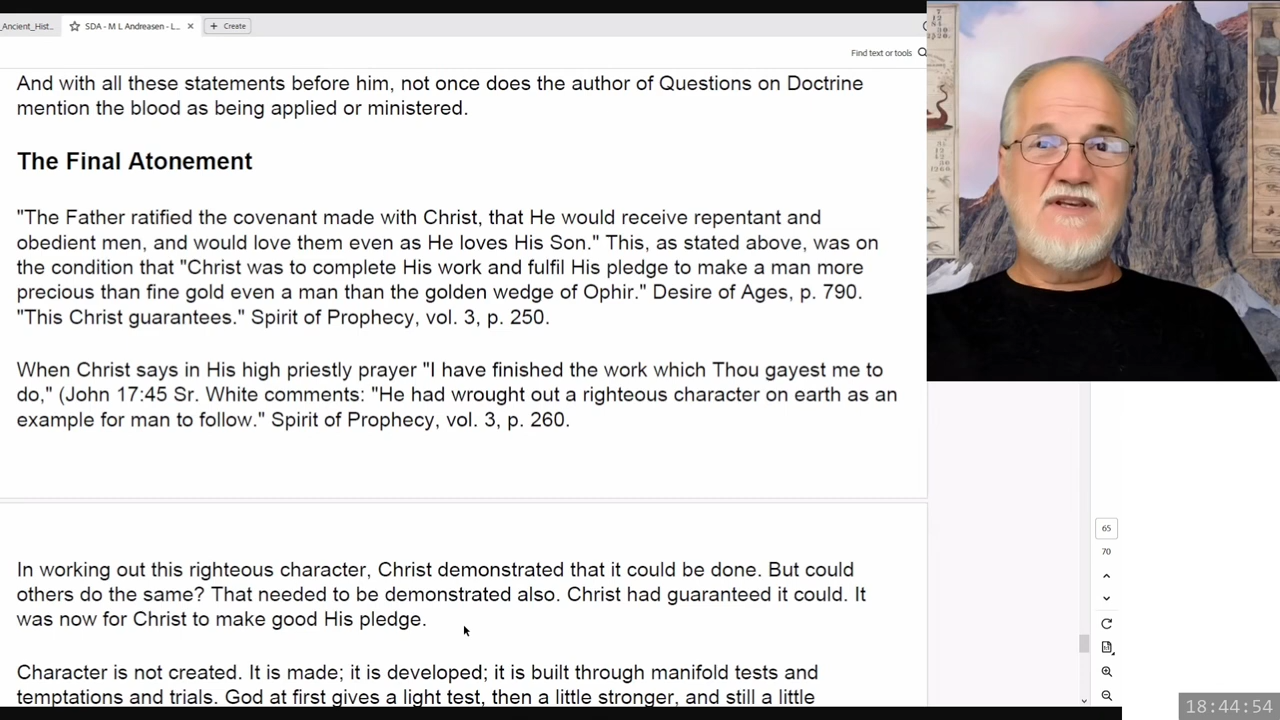 _Ancient_Hist...
SDA - M L Andreasen - L...
+ Create
Find text or tools
And with all these statements before him, not once does the author of Questions on Doctrine
mention the blood as being applied or ministered.
The Final Atonement
"The Father ratified the covenant made with Christ, that He would receive repentant and
obedient men, and would love them even as He loves His Son." This, as stated above, was on
the condition that "Christ was to complete His work and fulfil His pledge to make a man more
precious than fine gold even a man than the golden wedge of Ophir." Desire of Ages, p. 790.
"This Christ guarantees." Spirit of Prophecy, vol. 3, p. 250.
When Christ says in His high priestly prayer "I have finished the work which Thou gayest me to
do," (John 17:45 Sr. White comments: "He had wrought out a righteous character on earth as an
example for man to follow." Spirit of Prophecy, vol. 3, p. 260.
In working out this righteous character, Christ demonstrated that it could be done. But could
others do the same? That needed to be demonstrated also. Christ had guaranteed it could. It
was now for Christ to make good His pledge.
Character is not created. It is made; it is developed; it is built through manifold tests and
temptations and trials. God at first gives a light test, then a little stronger, and still a little
65
70
18:44:54